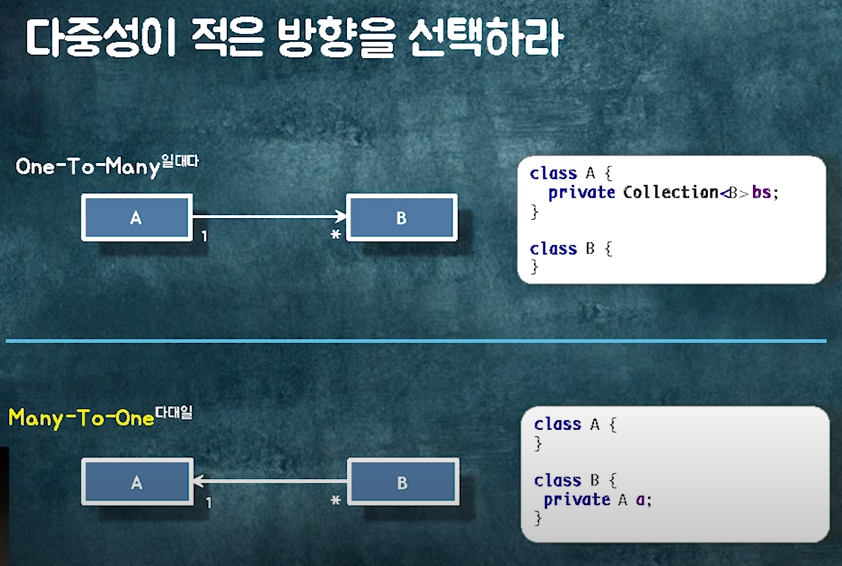 다중성이 적은 방향을 선택하라
One-To-Many일대다
A
B
1
*
class A {
private Collection<B> bs;
}
class B {
}
Many-To-One다대일
A
B
1
*
class A {
}
class B {
private A a;
}